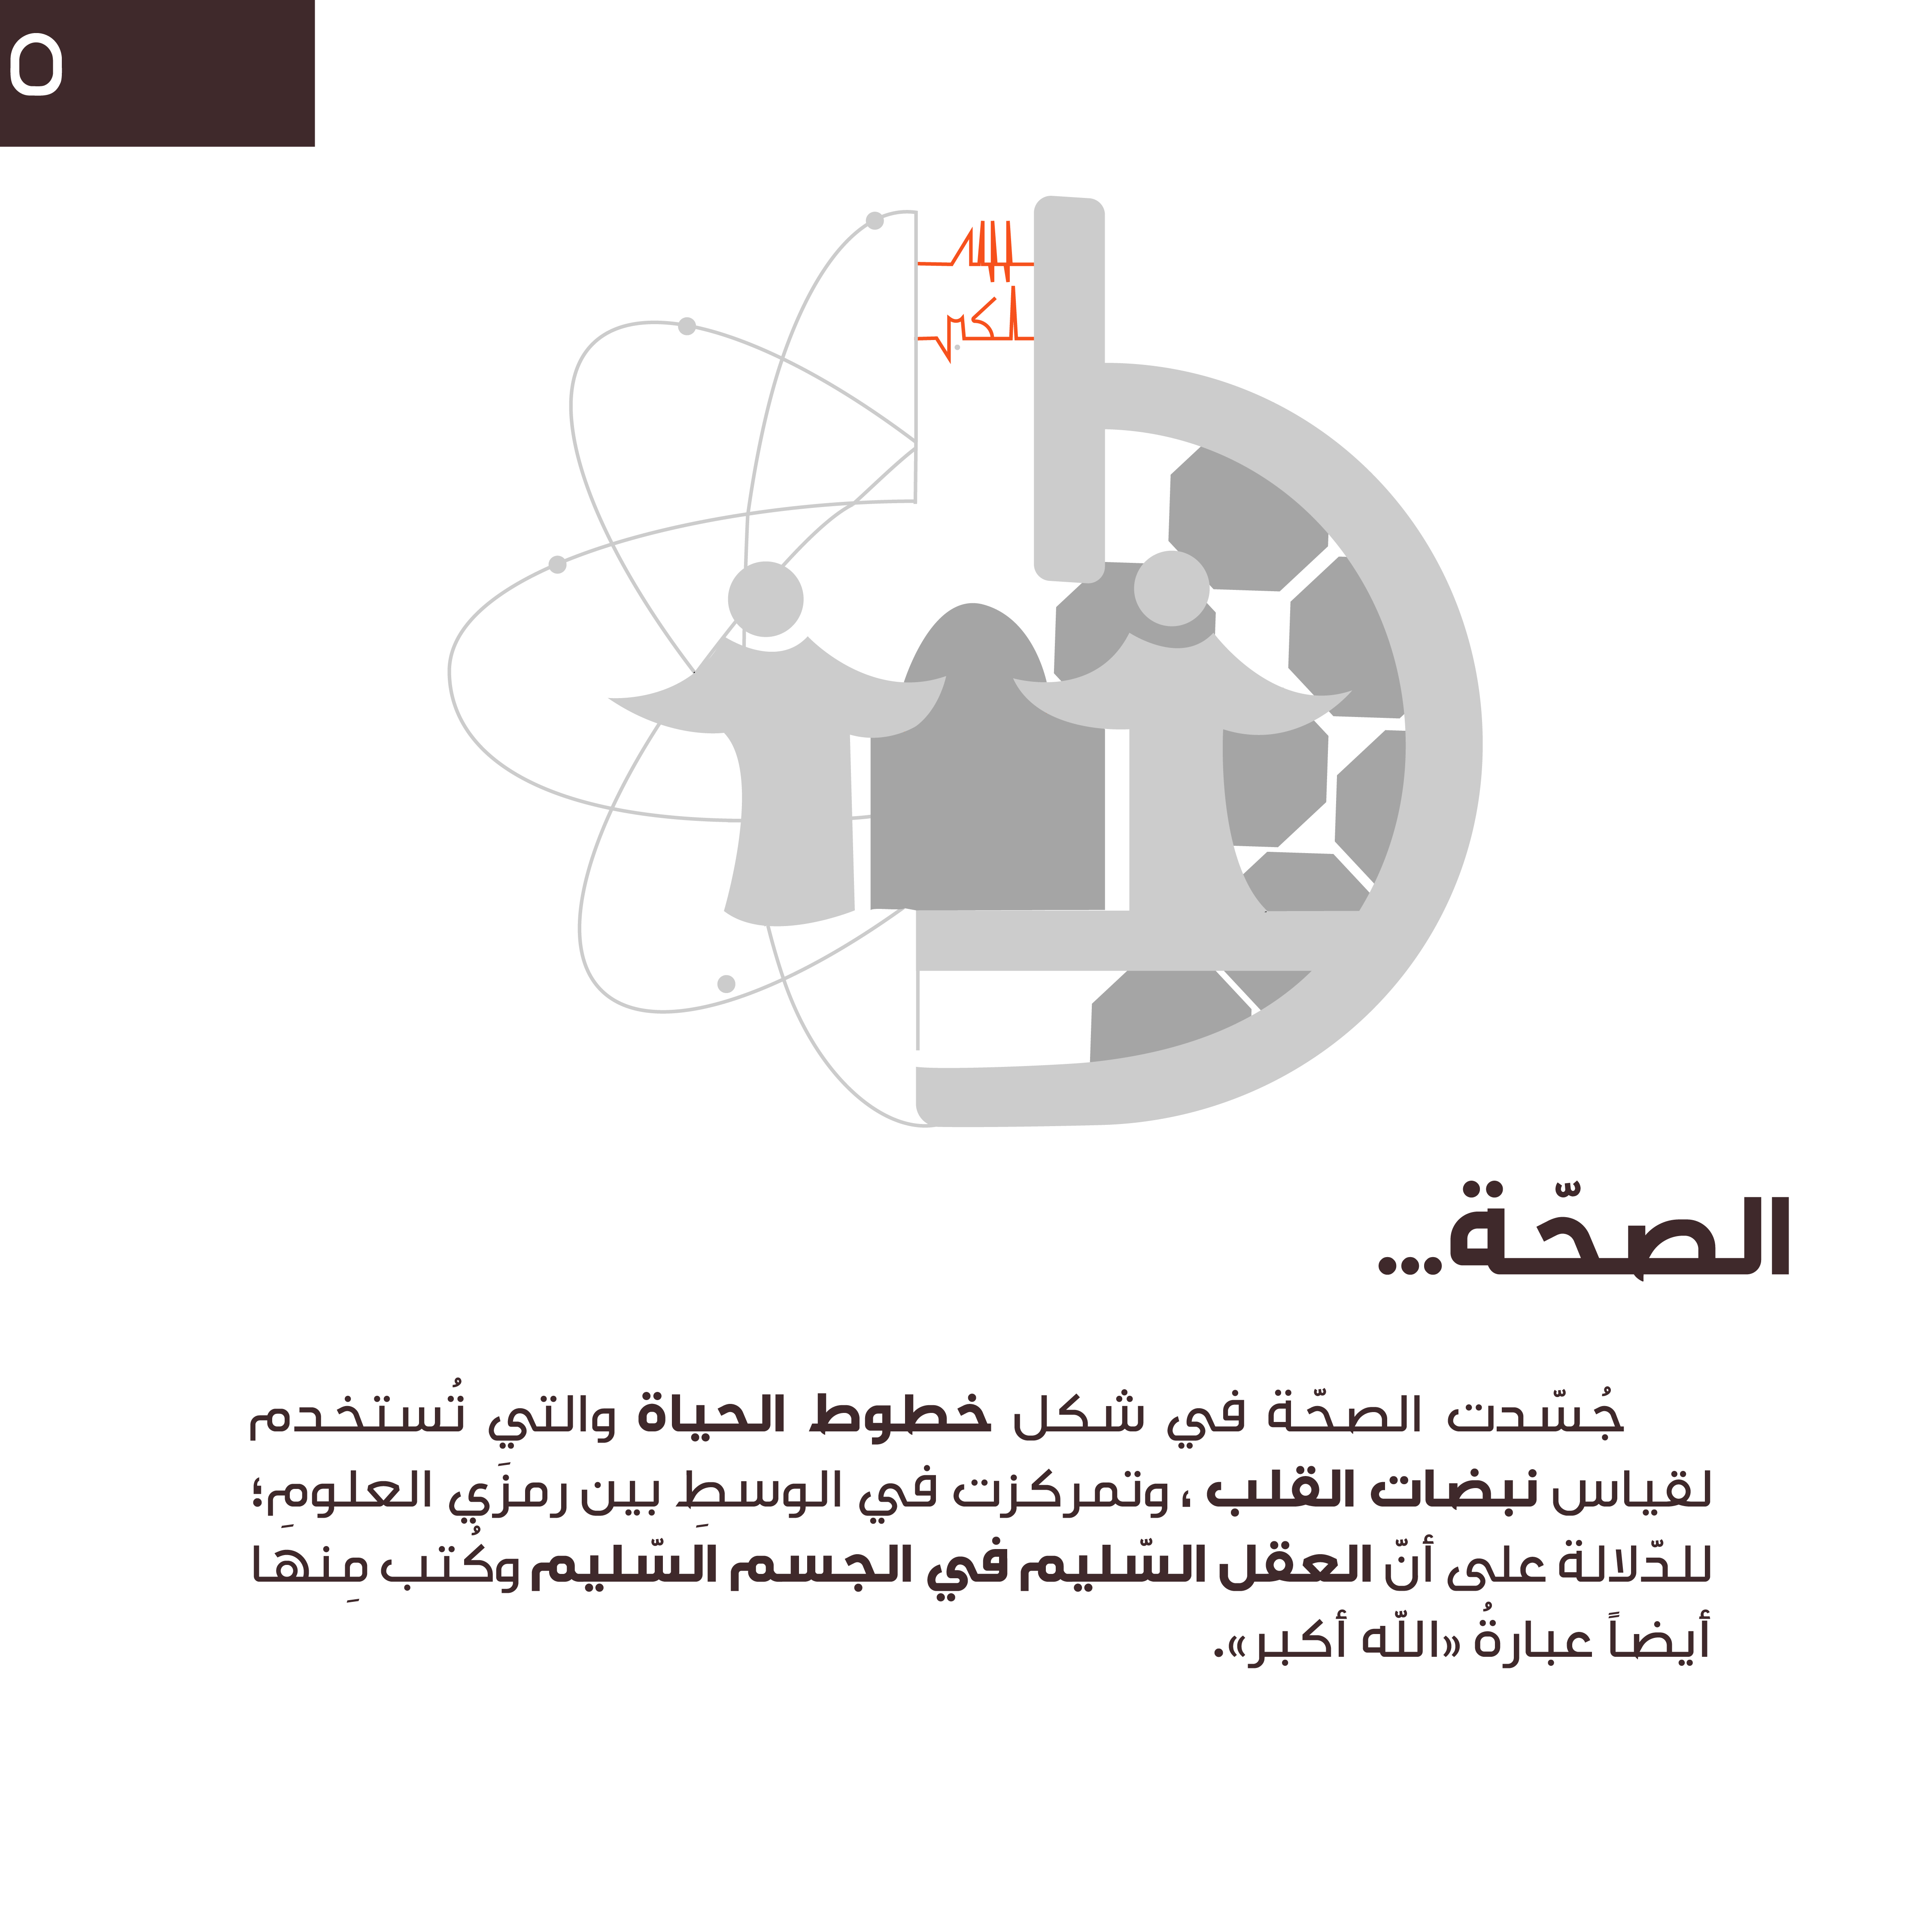 ٥
الله
أكبر
الصحّة...
جُسّدت الصحّة في شكل خطوط الحياة والتي تُستخدم
لقياس نبضات القلب، وتمركزت في الوسطِ بين رمزَي العلومِ؛
للدّلالة على أنّ العقل السّليم في الجسم السّليم وكُتب مِنها
أيضاً عبارةُ «اللّه أكبر».